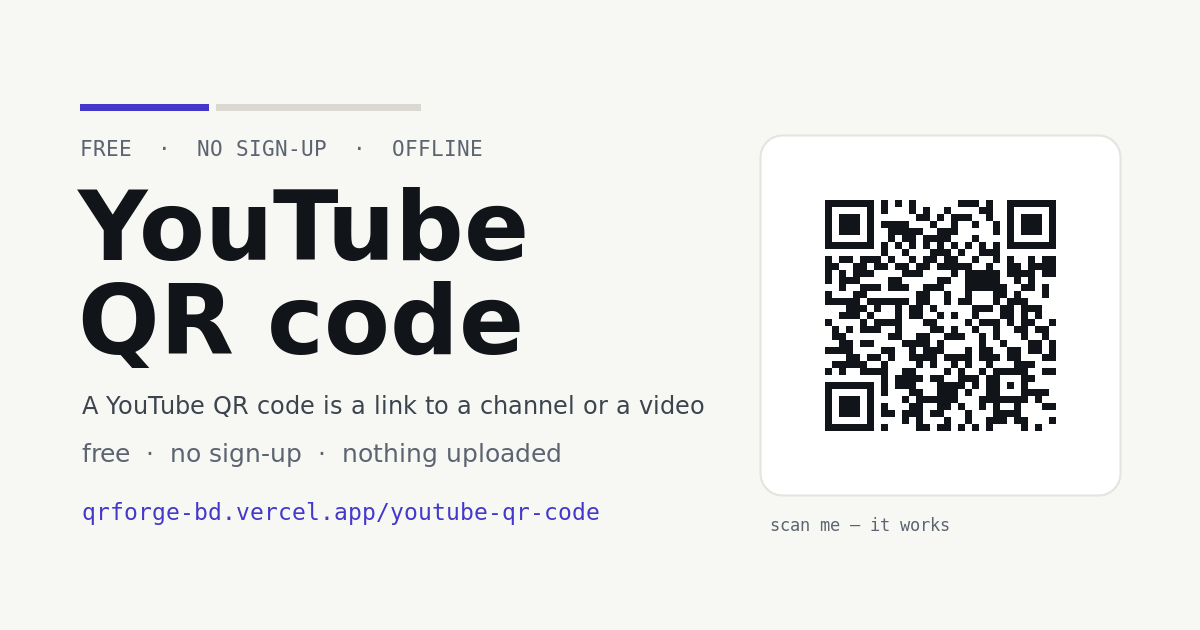 FREE · NO SIGN-UP · OFFLINE
YouTube
QR code
A YouTube QR code is a link to a channel or a video
free · no sign-up · nothing uploaded
qrforge-bd.vercel.app/youtube-qr-code
scan me — it works